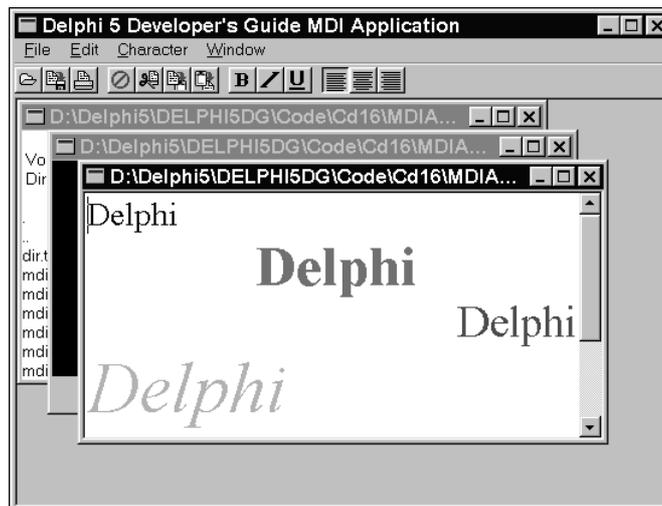 Delphi 5 Developer's Guide MDI Application
File Edit Character Window
B I U
D:\Delphi5\DELPHI5DG\Code\Cd16\MDIA...
D:\Delphi5\DELPHI5DG\Code\Cd16\MDIA...
D:\Delphi5\DELPHI5DG\Code\Cd16\MDIA...
Vo
Dir
.
..
dir.t
mdi
mdi
mdi
mdi
mdi
mdi
Delphi
Delphi
Delphi
Delphi